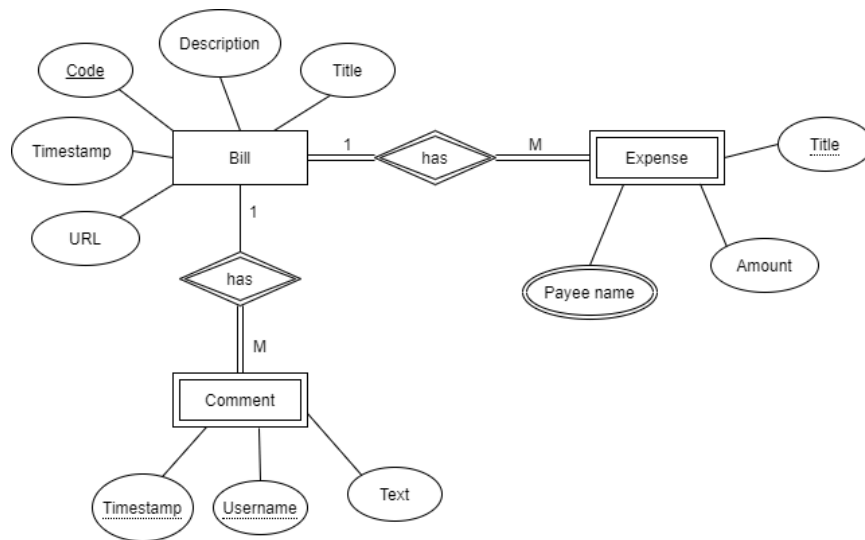 Description
Code
Title
Timestamp
Bill
1
has
M
Expense
Title
URL
1
Payee name
Amount
has
M
Comment
Timestamp
Username
Text